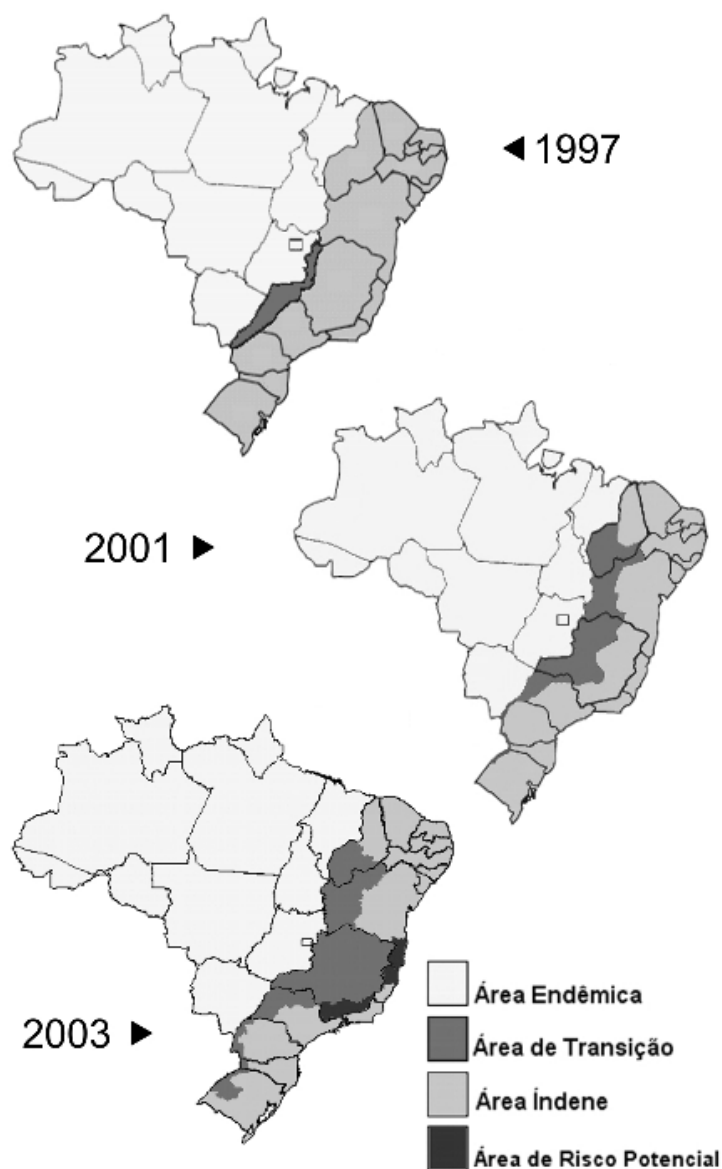 ◄ 1997
2001 ►
2003 ►
Área Endêmica
Área de Transição
Área Índene
Área de Risco Potencial